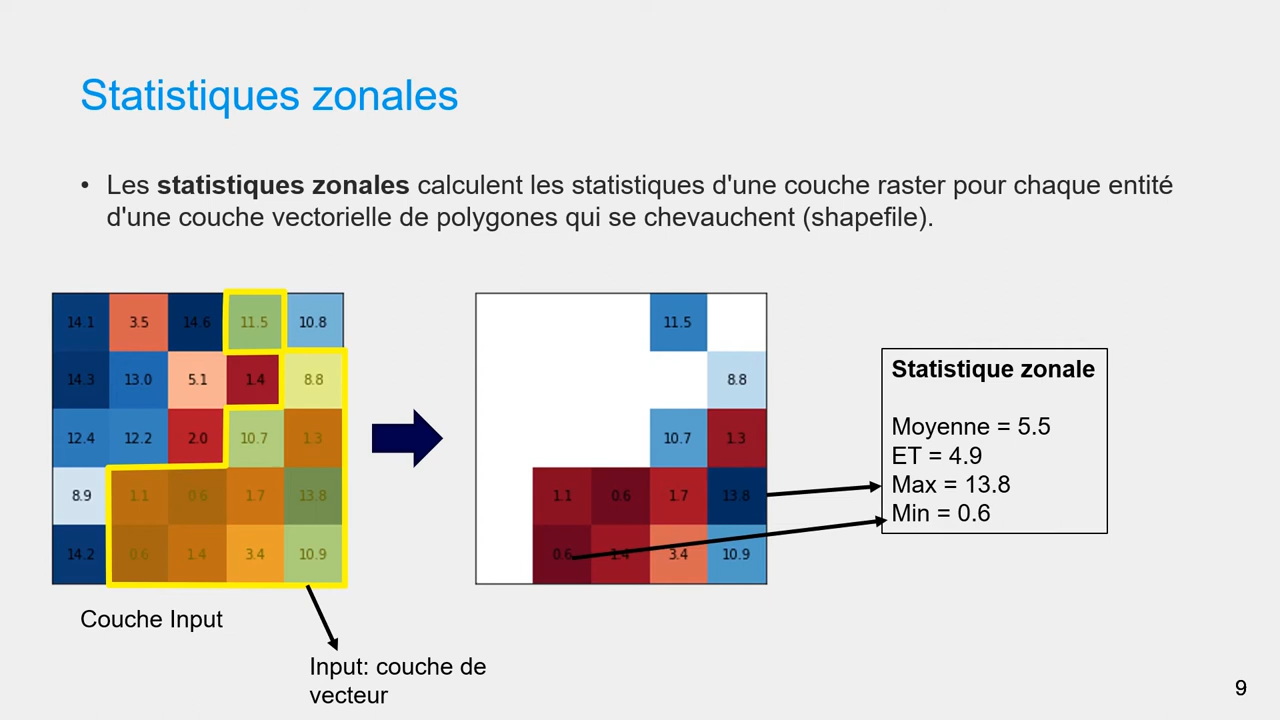 Statistiques zonales
• Les statistiques zonales calculent les statistiques d'une couche raster pour chaque entité
d'une couche vectorielle de polygones qui se chevauchent (shapefile).
14.1 3.5 14.6 11.5 10.8
14.3 13.0 5.1 1.4 8.8
12.4 12.2 2.0 10.7 1.3
8.9 1.1 0.6 1.7 13.8
14.2 0.6 1.4 3.4 10.9
Couche Input
Input: couche de
vecteur
11.5
8.8
10.7 1.3
1.1 0.6 1.7 13.8
0.6 1.4 3.4 10.9
Statistique zonale
Moyenne = 5.5
ET = 4.9
Max = 13.8
Min = 0.6
9